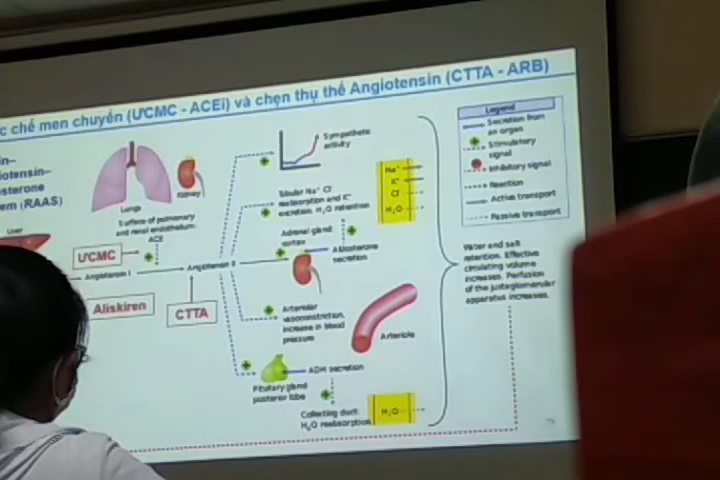 c chế men chuyển (ƯCMC - ACEi) và chẹn thụ thể Angiotensin (CTTA - ARB)
in–
iotensin–
sterone
em (RAAS)
Liver
Lungs
Kidney
Surface of pulmonary
and renal endothelium:
ACE
ƯCMC
Angiotensin I
Angiotensin II
Aliskiren
CTTA
Sympathetic
activity
Tubular Na⁺ Cl⁻
reabsorption and K⁺
excretion. H₂O retention
Adrenal gland:
cortex
Aldosterone
secretion
Arteriolar
vasoconstriction,
increase in blood
pressure
Arteriole
ADH secretion
Pituitary gland:
posterior lobe
Collecting duct:
H₂O reabsorption
Na⁺
K⁺
Cl⁻
H₂O
H₂O
Legend
Secretion from
an organ
Stimulatory
signal
Inhibitory signal
Reaction
Active transport
Passive transport
Water and salt
retention. Effective
circulating volume
increases. Perfusion
of the juxtaglomerular
apparatus increases.